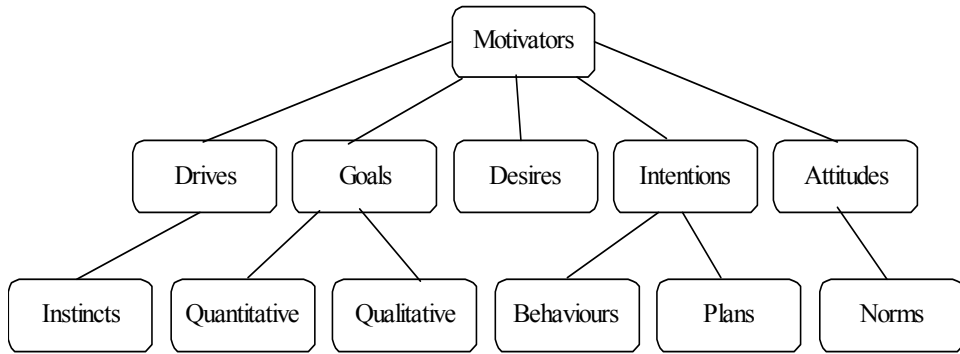 Motivators
Drives
Goals
Desires
Intentions
Attitudes
Instincts
Quantitative
Qualitative
Behaviours
Plans
Norms